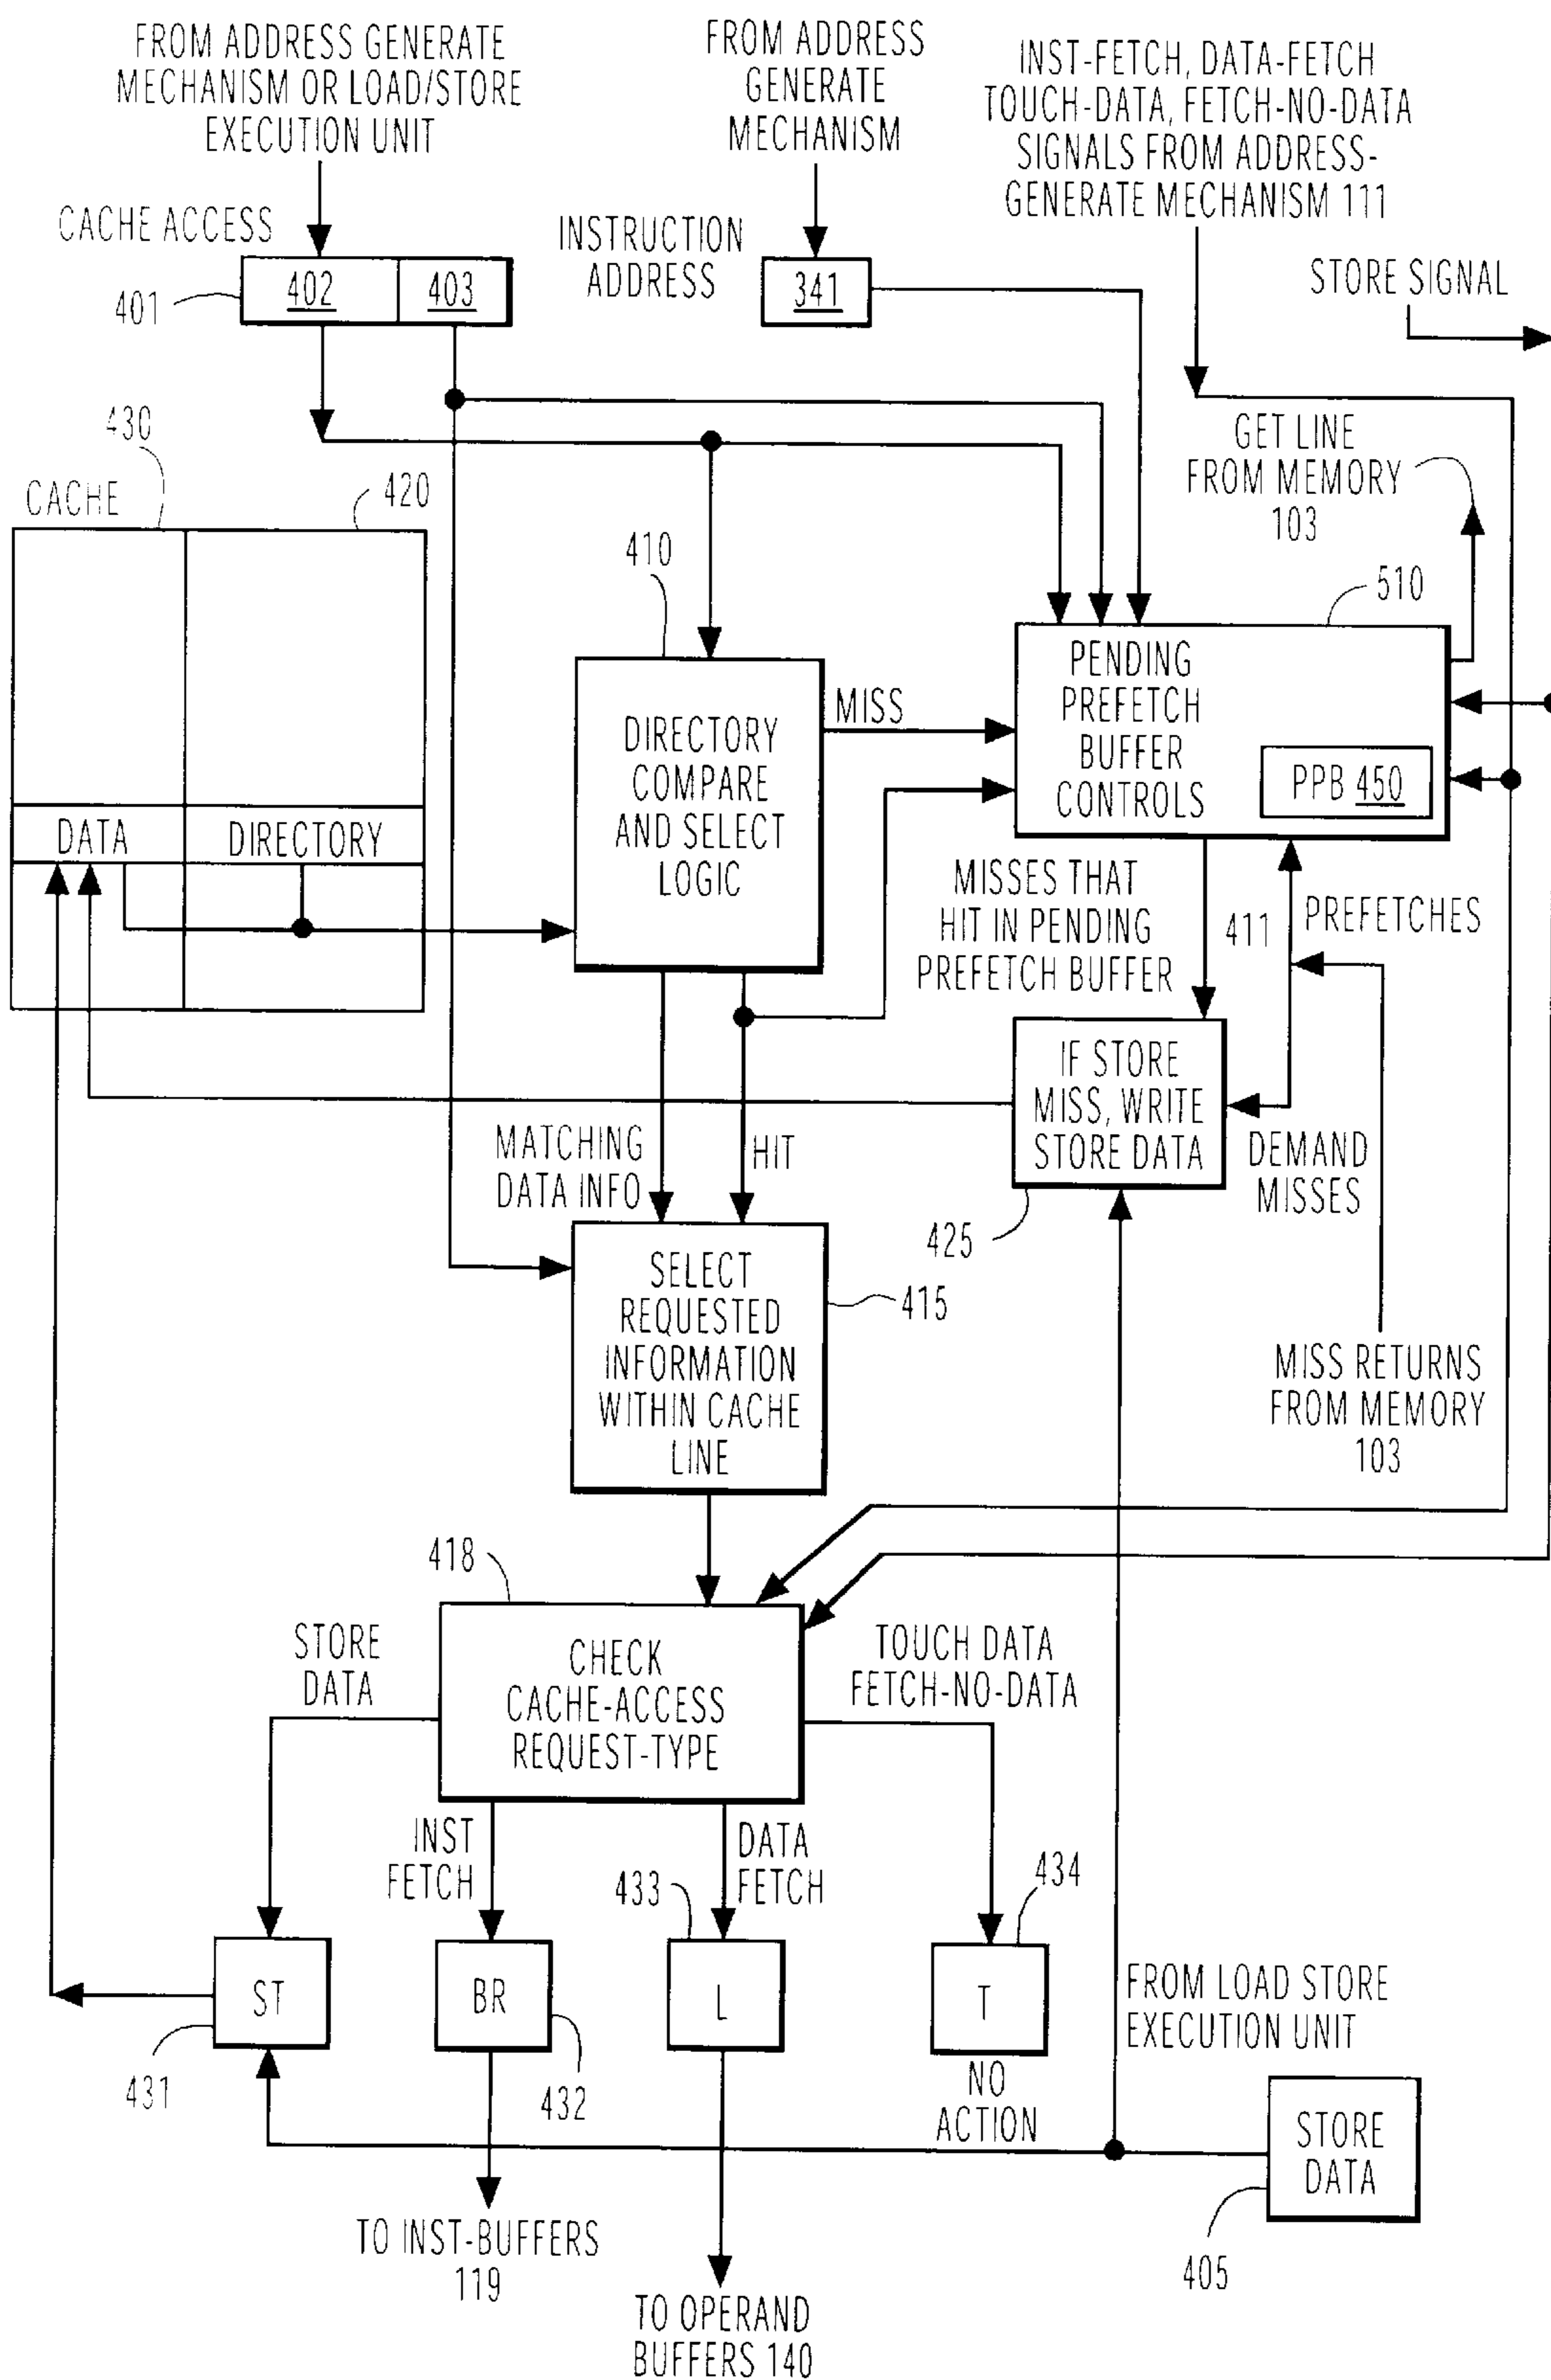 FROM ADDRESS GENERATE
MECHANISM OR LOAD/STORE
EXECUTION UNIT
FROM ADDRESS
GENERATE
MECHANISM
INST-FETCH, DATA-FETCH
TOUCH-DATA, FETCH-NO-DATA
SIGNALS FROM ADDRESS-
GENERATE MECHANISM 111
CACHE ACCESS
401
402
403
INSTRUCTION
ADDRESS
341
STORE SIGNAL
GET LINE
FROM MEMORY
103
430
CACHE
420
DATA
DIRECTORY
410
DIRECTORY
COMPARE
AND SELECT
LOGIC
MISS
510
PENDING
PREFETCH
BUFFER
CONTROLS
PPB 450
MISSES THAT
HIT IN PENDING
PREFETCH BUFFER
411
PREFETCHES
IF STORE
MISS, WRITE
STORE DATA
425
DEMAND
MISSES
MATCHING
DATA INFO
HIT
SELECT
REQUESTED
INFORMATION
WITHIN CACHE
LINE
415
MISS RETURNS
FROM MEMORY
103
418
CHECK
CACHE-ACCESS
REQUEST-TYPE
STORE
DATA
TOUCH DATA
FETCH-NO-DATA
INST
FETCH
DATA
FETCH
433
434
ST
BR
L
T
431
432
NO
ACTION
FROM LOAD STORE
EXECUTION UNIT
STORE
DATA
405
TO INST-BUFFERS
119
TO OPERAND
BUFFERS 140